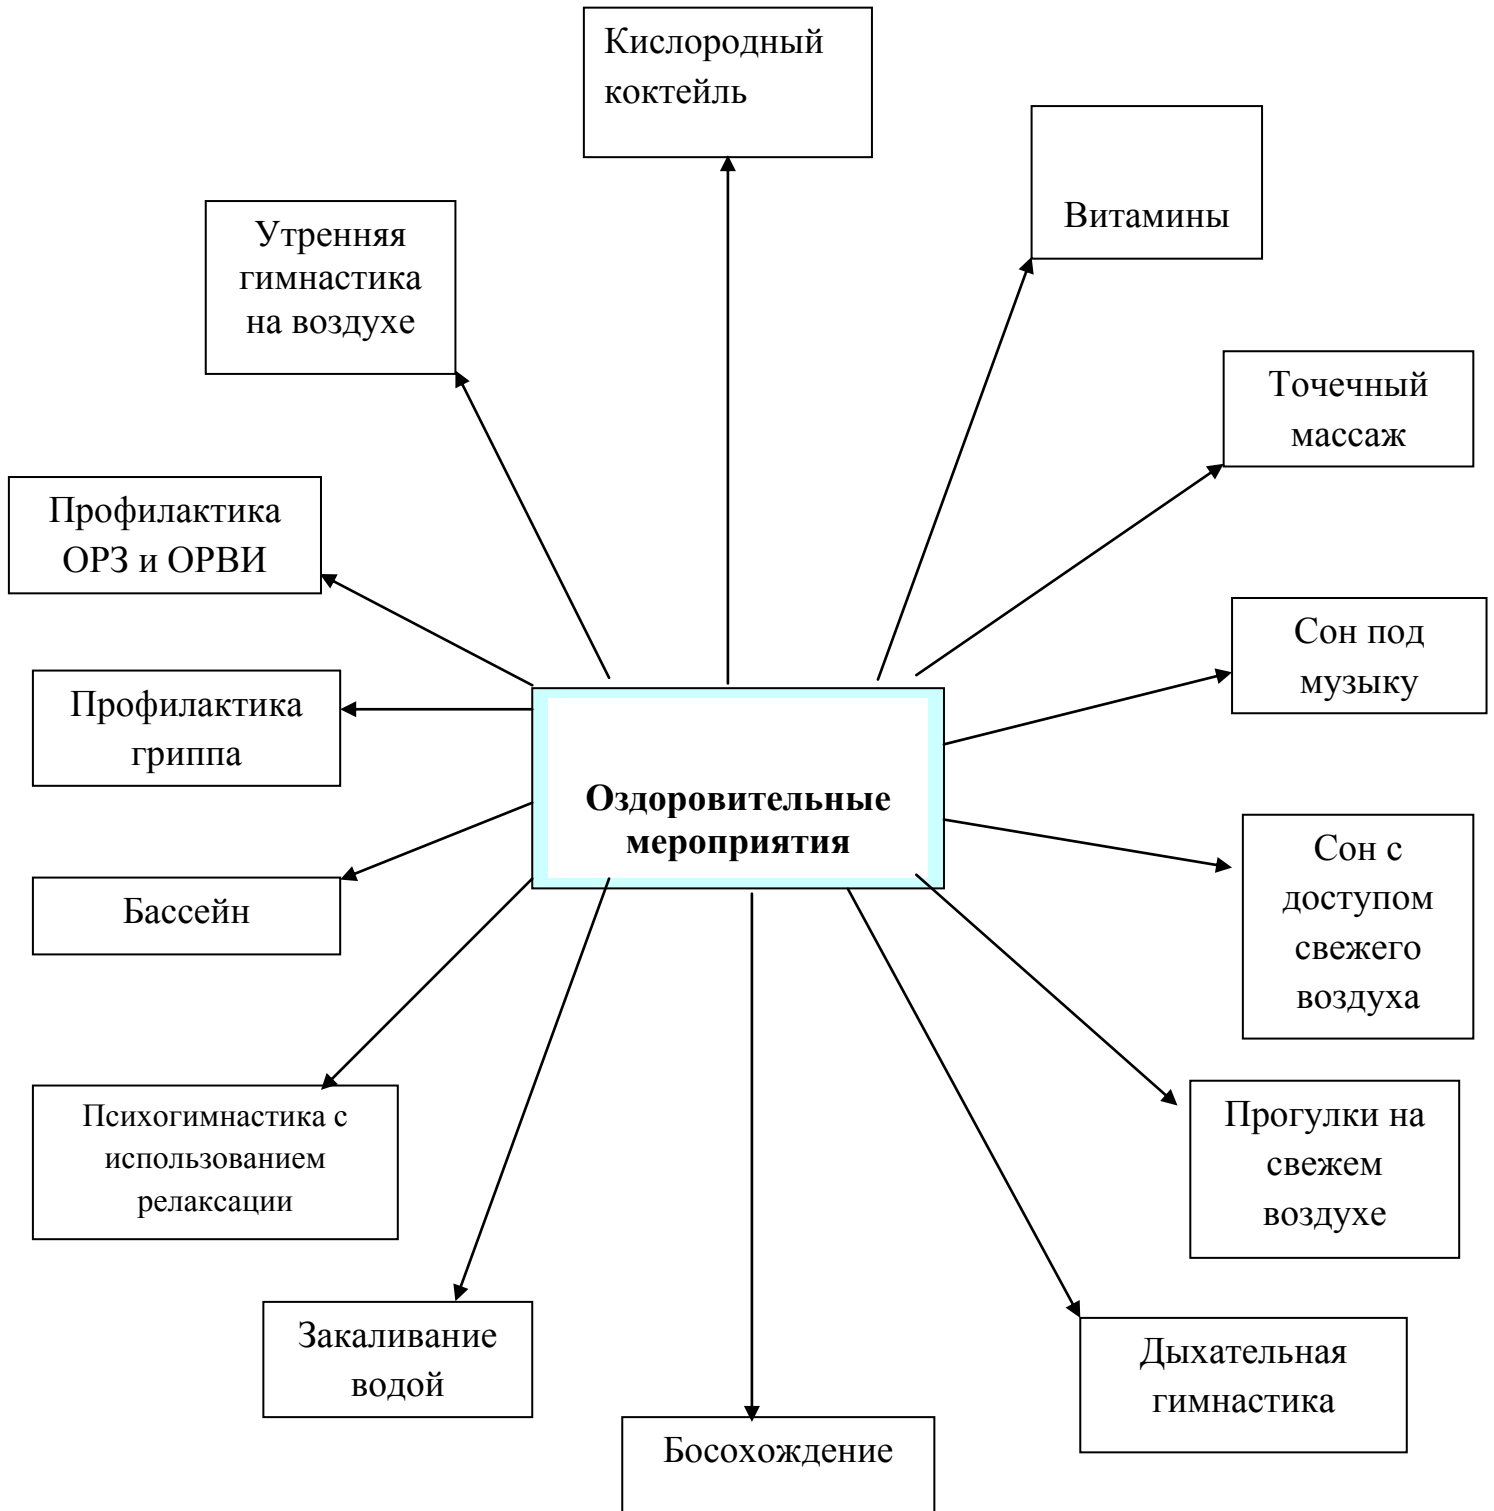 Кислородный
коктейль
Витамины
Утренняя
гимнастика
на воздухе
Точечный
массаж
Профилактика
ОРЗ и ОРВИ
Сон под
музыку
Профилактика
гриппа
Оздоровительные
мероприятия
Сон с
доступом
свежего
воздуха
Бассейн
Психогимнастика с
использованием
релаксации
Прогулки на
свежем
воздухе
Закаливание
водой
Дыхательная
гимнастика
Босохождение